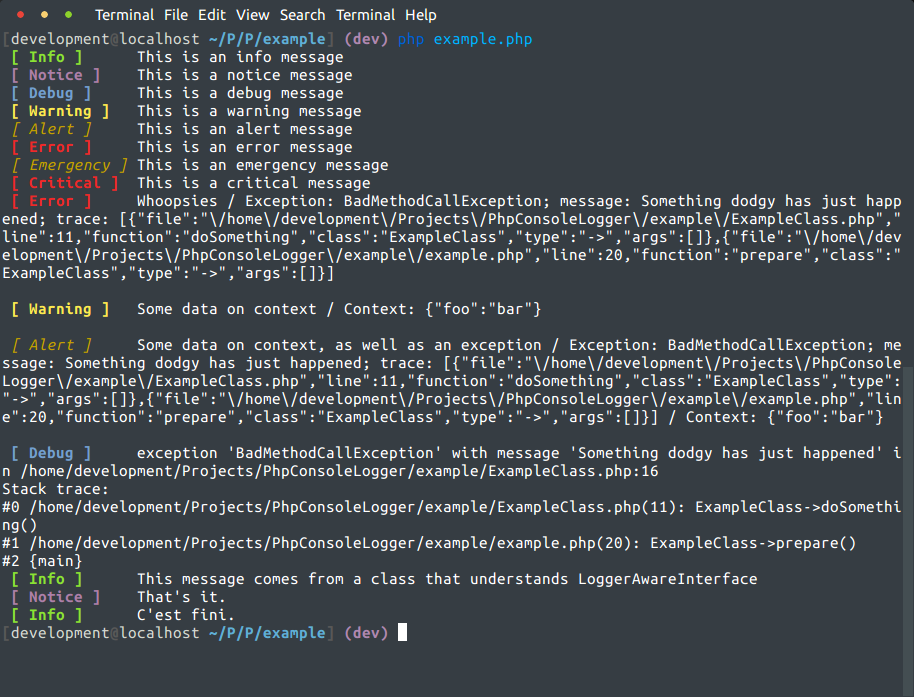 Terminal File Edit View Search Terminal Help
[development@localhost ~/P/P/example] (dev) php example.php
[ Info ] This is an info message
[ Notice ] This is a notice message
[ Debug ] This is a debug message
[ Warning ] This is a warning message
[ Alert ] This is an alert message
[ Error ] This is an error message
[ Emergency ] This is an emergency message
[ Critical ] This is a critical message
[ Error ] Whoopsies / Exception: BadMethodCallException; message: Something dodgy has just happ
ened; trace: [{"file":"\/home\/development\/Projects\/PhpConsoleLogger\/example\/ExampleClass.php","
line":11,"function":"doSomething","class":"ExampleClass","type":"->","args":[]},{"file":"\/home\/dev
elopment\/Projects\/PhpConsoleLogger\/example\/example.php","line":20,"function":"prepare","class":"
ExampleClass","type":"->","args":[]}]
[ Warning ] Some data on context / Context: {"foo":"bar"}
[ Alert ] Some data on context, as well as an exception / Exception: BadMethodCallException; me
ssage: Something dodgy has just happened; trace: [{"file":"\/home\/development\/Projects\/PhpConsole
Logger\/example\/ExampleClass.php","line":11,"function":"doSomething","class":"ExampleClass","type":
"->","args":[]},{"file":"\/home\/development\/Projects\/PhpConsoleLogger\/example\/example.php","lin
e":20,"function":"prepare","class":"ExampleClass","type":"->","args":[]}] / Context: {"foo":"bar"}
[ Debug ] exception 'BadMethodCallException' with message 'Something dodgy has just happened' i
n /home/development/Projects/PhpConsoleLogger/example/ExampleClass.php:16
Stack trace:
#0 /home/development/Projects/PhpConsoleLogger/example/ExampleClass.php(11): ExampleClass->doSomethi
ng()
#1 /home/development/Projects/PhpConsoleLogger/example/example.php(20): ExampleClass->prepare()
#2 {main}
[ Info ] This message comes from a class that understands LoggerAwareInterface
[ Notice ] That's it.
[ Info ] C'est fini.
[development@localhost ~/P/P/example] (dev)